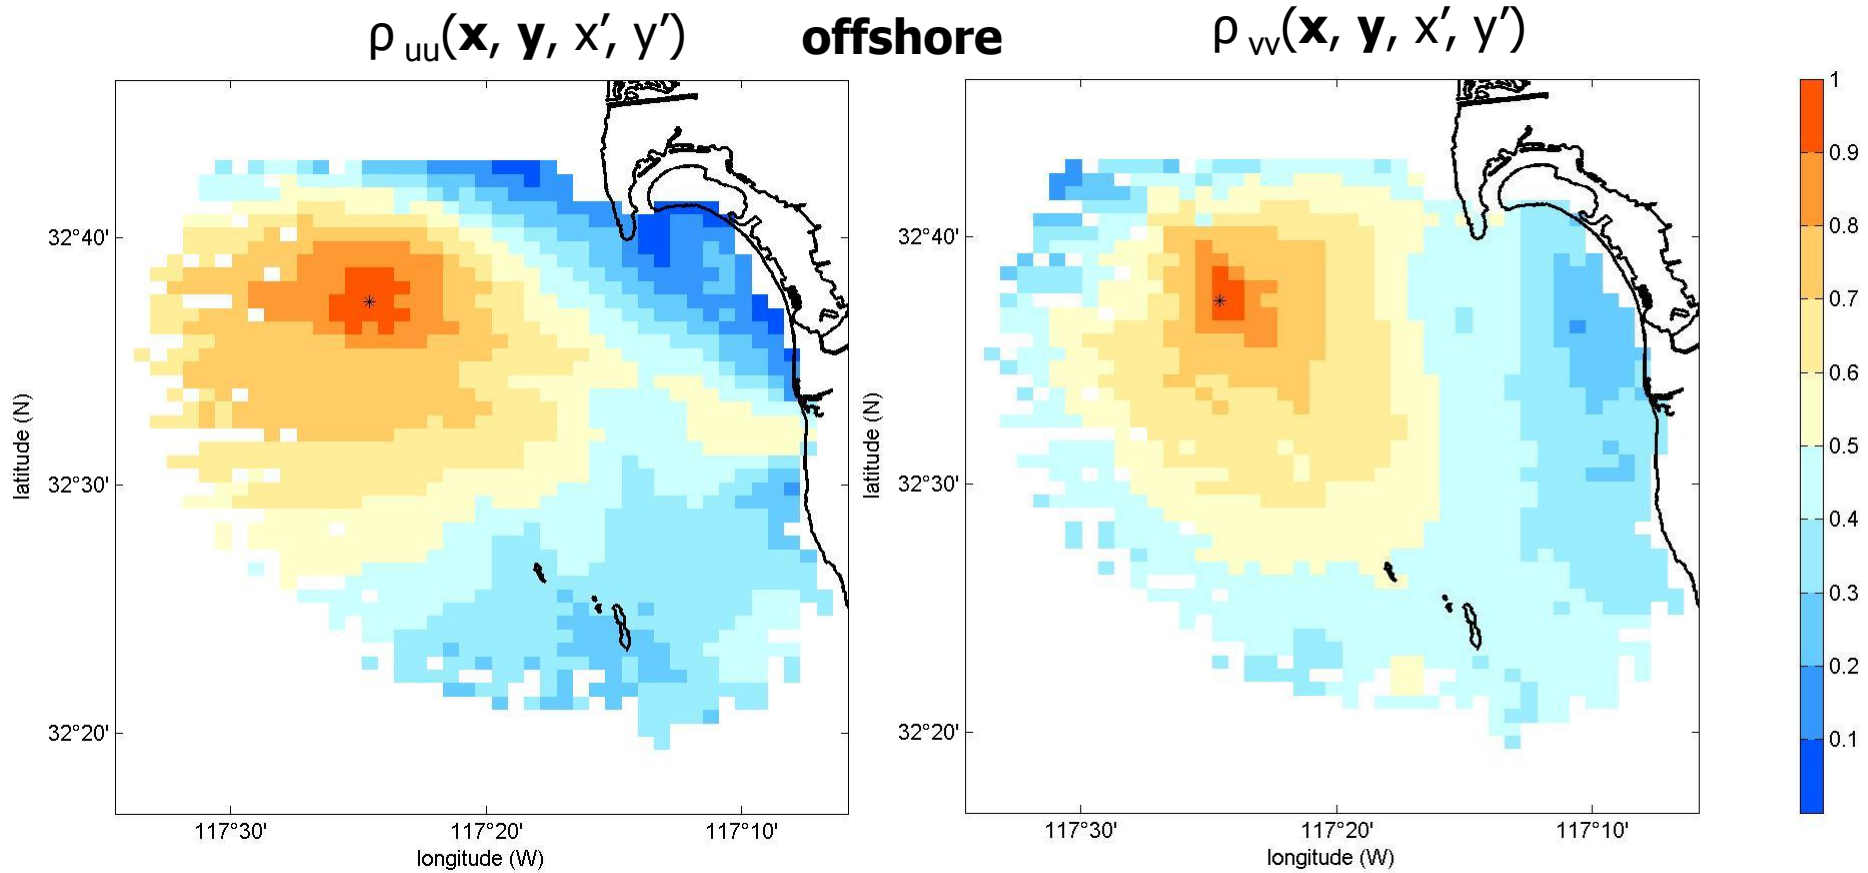 ρ uu(x, y, x′, y′) offshore ρ vv(x, y, x′, y′)
32°40'
32°30'
32°20'
latitude (N)
117°30' 117°20' 117°10'
longitude (W)
32°40'
32°30'
32°20'
latitude (N)
117°30' 117°20' 117°10'
longitude (W)
1
0.9
0.8
0.7
0.6
0.5
0.4
0.3
0.2
0.1